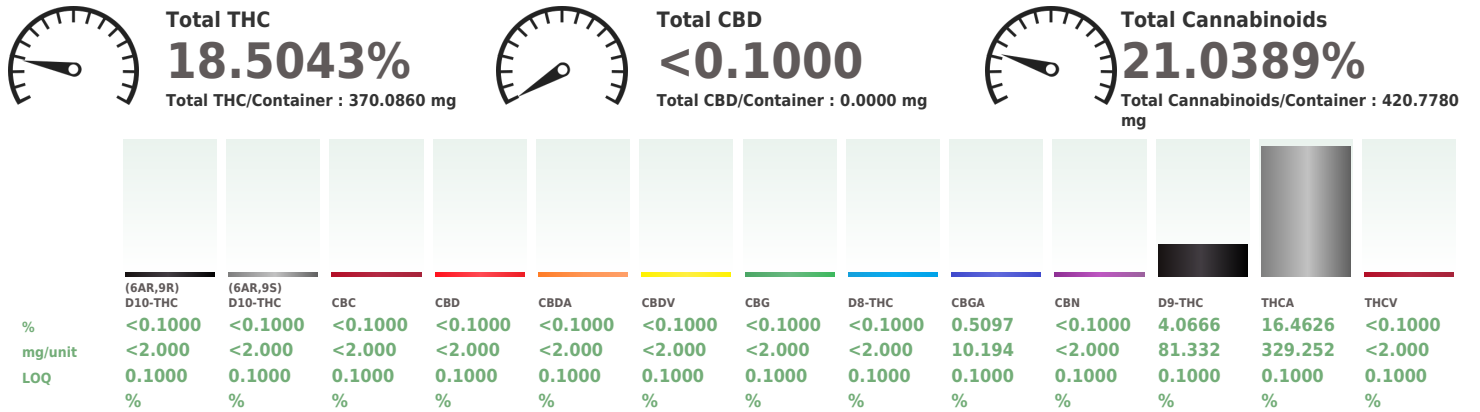 Total THC
18.5043%
Total THC/Container : 370.0860 mg
Total CBD
<0.1000
Total CBD/Container : 0.0000 mg
Total Cannabinoids
21.0389%
Total Cannabinoids/Container : 420.7780
mg
(6AR,9R) (6AR,9S)
D10-THC D10-THC CBC CBD CBDA CBDV CBG D8-THC CBGA CBN D9-THC THCA THCV
% <0.1000 <0.1000 <0.1000 <0.1000 <0.1000 <0.1000 <0.1000 <0.1000 0.5097 <0.1000 4.0666 16.4626 <0.1000
mg/unit <2.000 <2.000 <2.000 <2.000 <2.000 <2.000 <2.000 <2.000 10.194 <2.000 81.332 329.252 <2.000
LOQ 0.1000 0.1000 0.1000 0.1000 0.1000 0.1000 0.1000 0.1000 0.1000 0.1000 0.1000 0.1000 0.1000
% % % % % % % % % % % % %